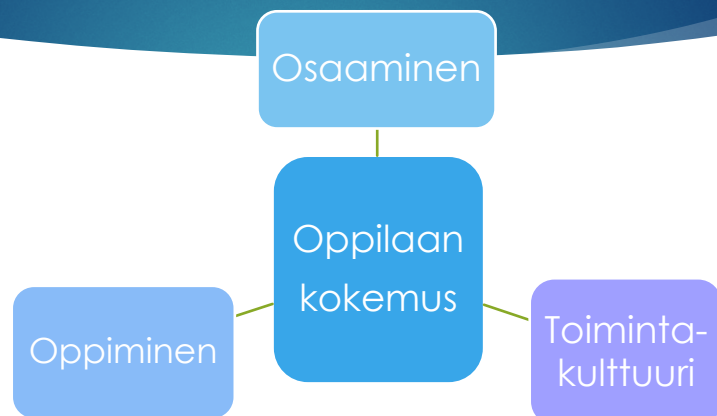 Osaaminen
Oppilaan
kokemus
Oppiminen
Toiminta-
kulttuuri